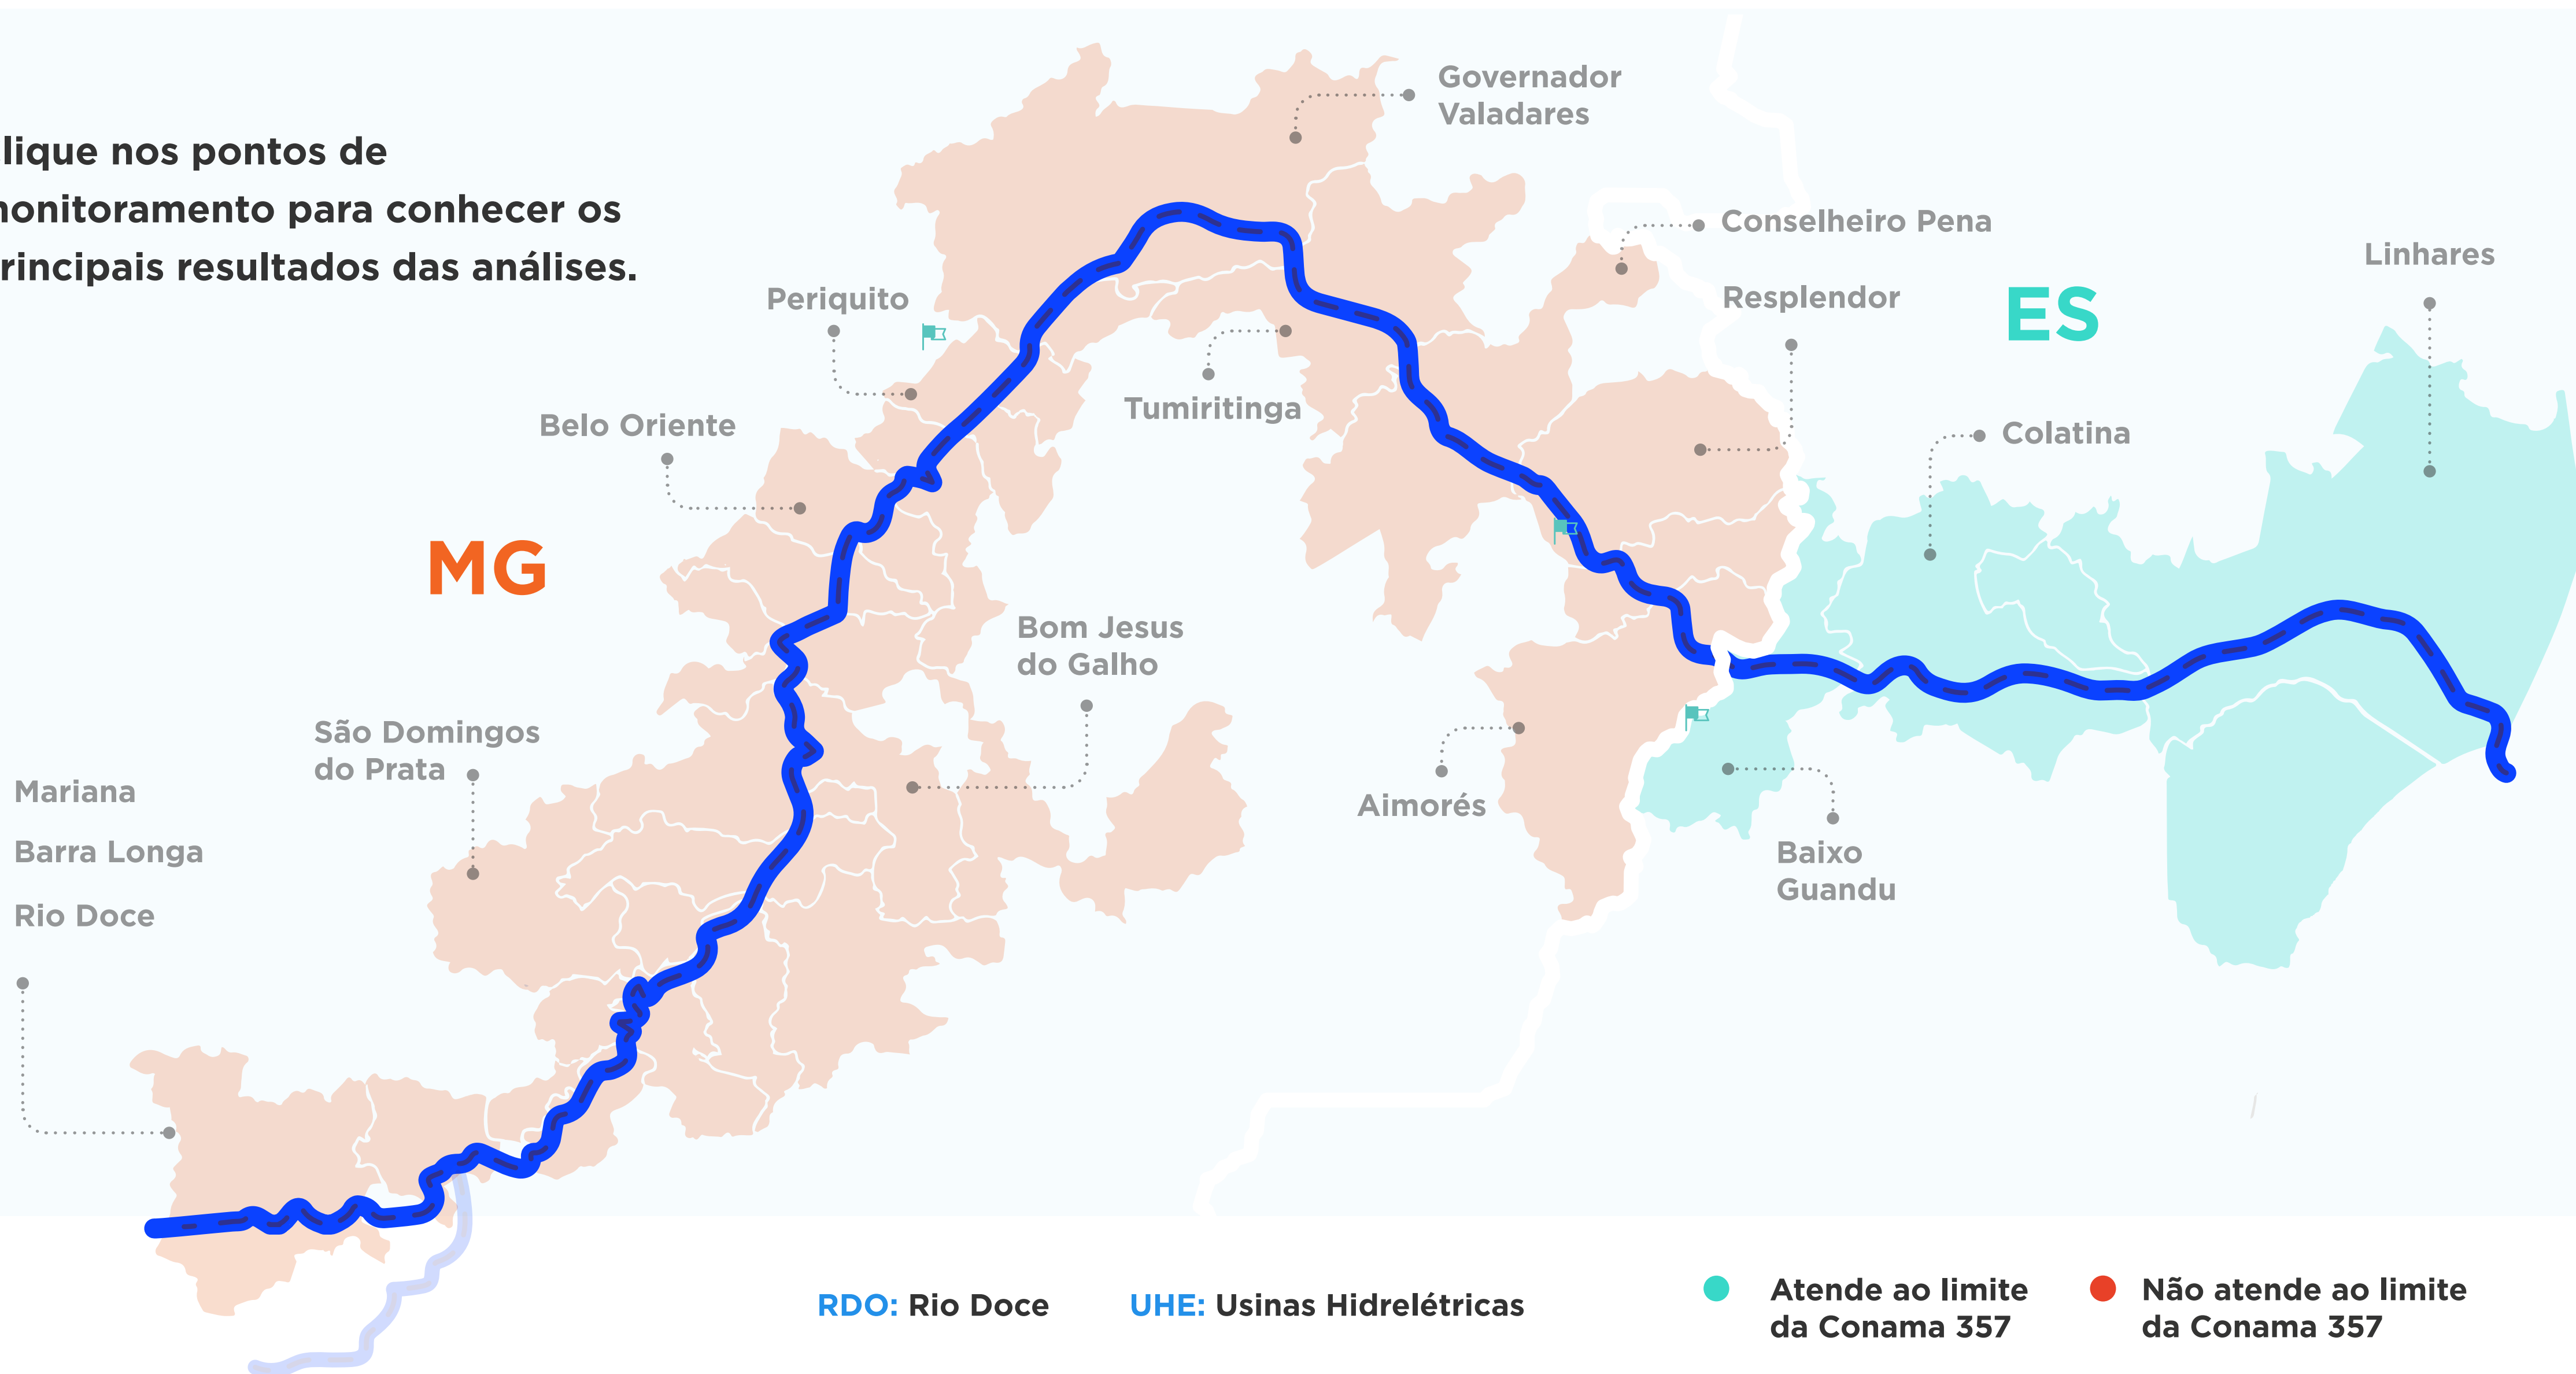 lique nos pontos de
nonitoramento para conhecer os
rincipais resultados das análises.
Governador
Valadares
Conselheiro Pena
Resplendor
Linhares
ES
Periquito
Tumiritinga
Belo Oriente
Colatina
MG
Bom Jesus
do Galho
São Domingos
do Prata
Mariana
Barra Longa
Rio Doce
Aimorés
Baixo
Guandu
RDO: Rio Doce
UHE: Usinas Hidrelétricas
Atende ao limite
da Conama 357
Não atende ao limite
da Conama 357